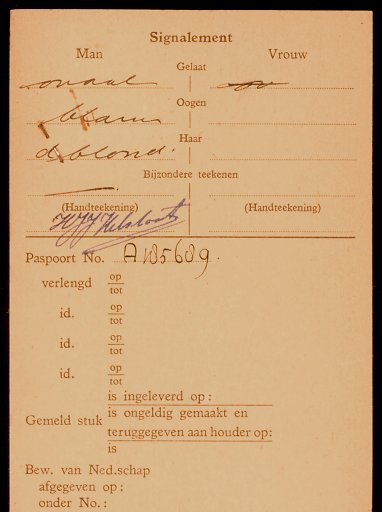 Signalement
Man Vrouw
Gelaat
ovaal
Oogen
blauw
Haar
d.blond.
Bijzondere teekenen
—
(Handteekening) (Handteekening)
Paspoort No. A185689.
verlengd op
tot
id. op
tot
id. op
tot
id. op
tot
is ingeleverd op :
Gemeld stuk is ongeldig gemaakt en
teruggegeven aan houder op:
is
Bew. van Ned.schap
afgegeven op :
onder No. :